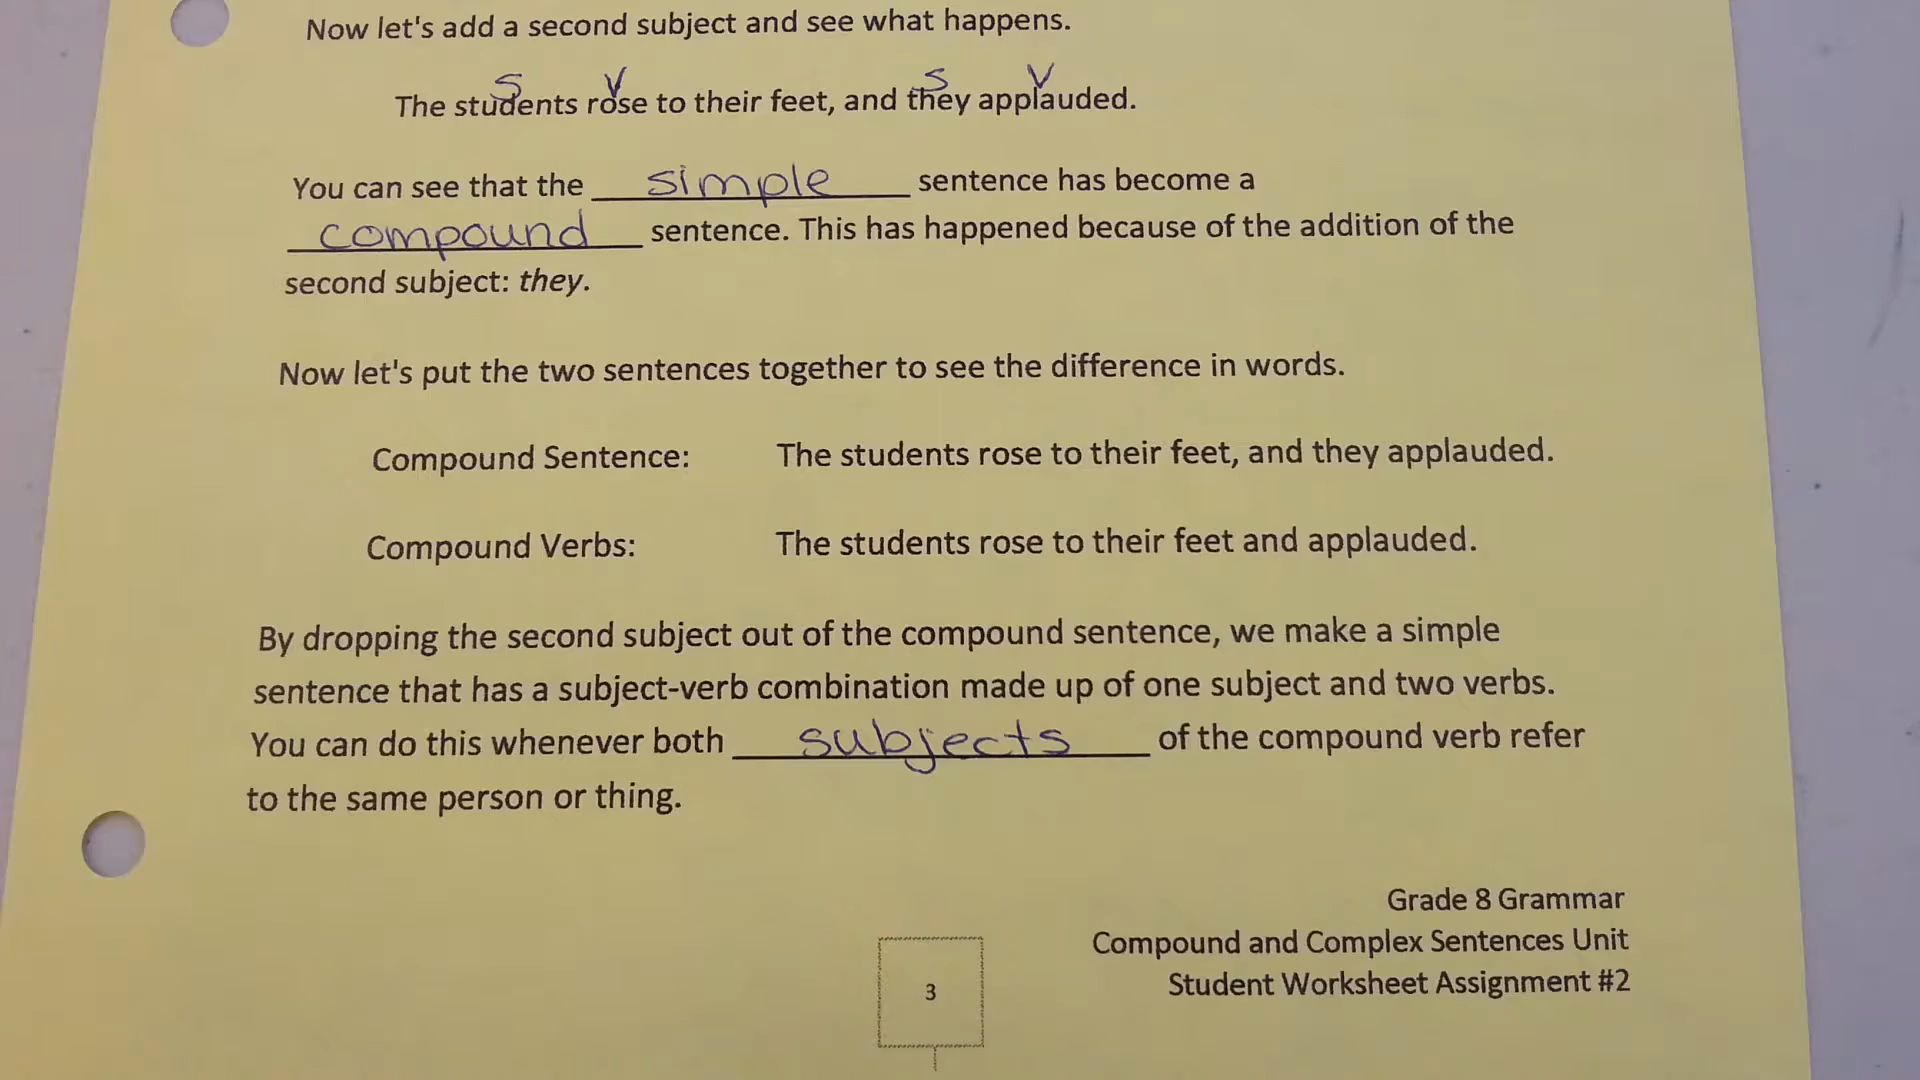 Now let's add a second subject and see what happens.
S V S V
The students rose to their feet, and they applauded.
You can see that the simple sentence has become a
compound sentence. This has happened because of the addition of the
second subject: they.
Now let's put the two sentences together to see the difference in words.
Compound Sentence: The students rose to their feet, and they applauded.
Compound Verbs: The students rose to their feet and applauded.
By dropping the second subject out of the compound sentence, we make a simple
sentence that has a subject-verb combination made up of one subject and two verbs.
You can do this whenever both subjects of the compound verb refer
to the same person or thing.
Grade 8 Grammar
Compound and Complex Sentences Unit
Student Worksheet Assignment #2
3